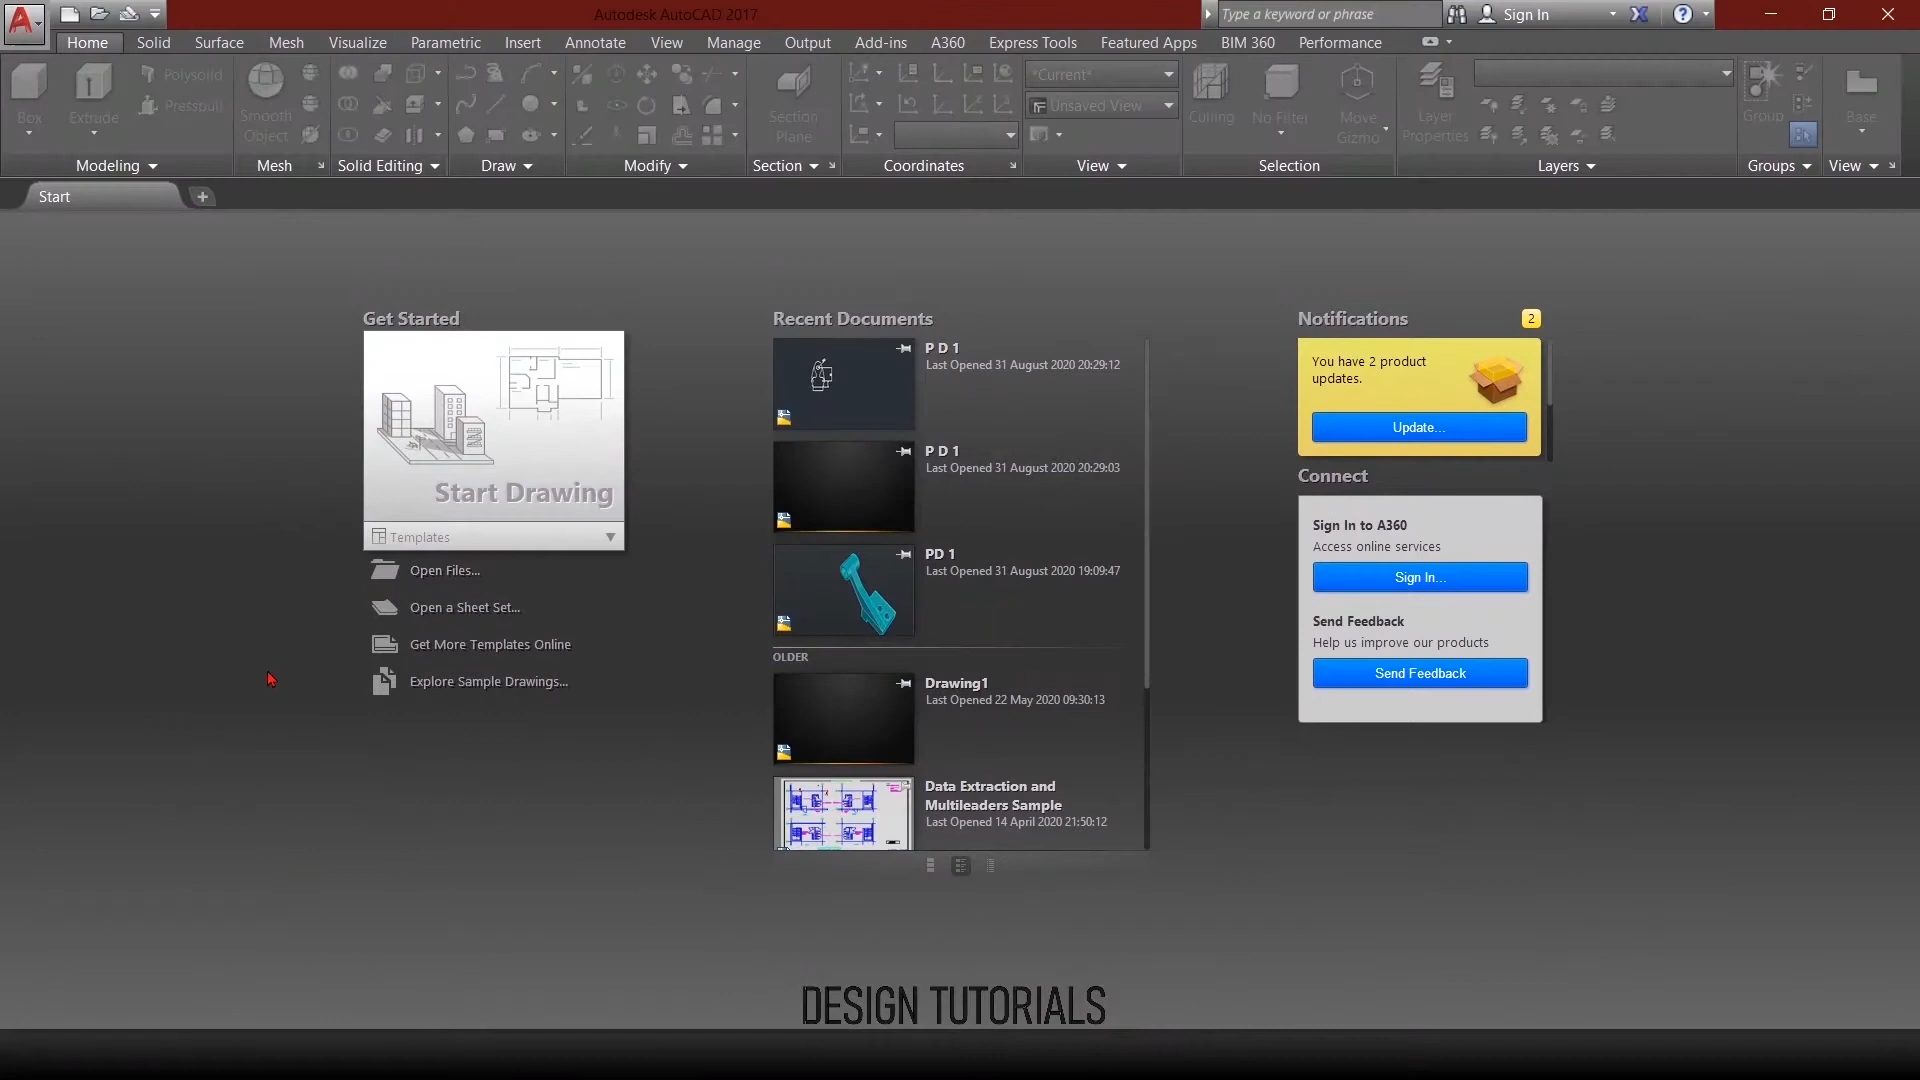 Autodesk AutoCAD 2017
Type a keyword or phrase
Sign In
Home Solid Surface Mesh Visualize Parametric Insert Annotate View Manage Output Add-ins A360 Express Tools Featured Apps BIM 360 Performance
Box
Extrude
Polysolid
Presspull
Smooth
Object
Section
Plane
*Current*
Unsaved View
Culling
No Filter
Move
Gizmo
Layer
Properties
Group
Base
Modeling Mesh Solid Editing Draw Modify Section Coordinates View Selection Layers Groups View
Start
Get Started
Start Drawing
Templates
Open Files...
Open a Sheet Set...
Get More Templates Online
Explore Sample Drawings...
Recent Documents
P D 1
Last Opened 31 August 2020 20:29:12
P D 1
Last Opened 31 August 2020 20:29:03
PD 1
Last Opened 31 August 2020 19:09:47
OLDER
Drawing1
Last Opened 22 May 2020 09:30:13
Data Extraction and
Multileaders Sample
Last Opened 14 April 2020 21:50:12
Notifications
2
You have 2 product
updates.
Update...
Connect
Sign In to A360
Access online services
Sign In...
Send Feedback
Help us improve our products
Send Feedback
DESIGN TUTORIALS